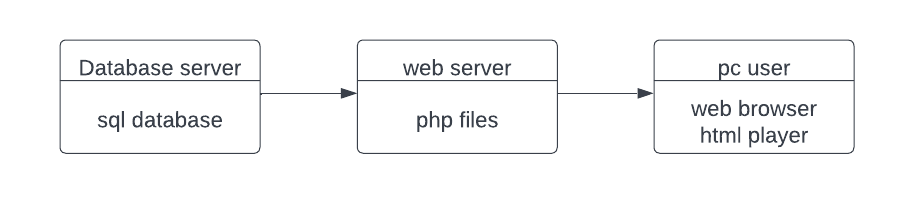 Database server
sql database
web server
php files
pc user
web browser
html player